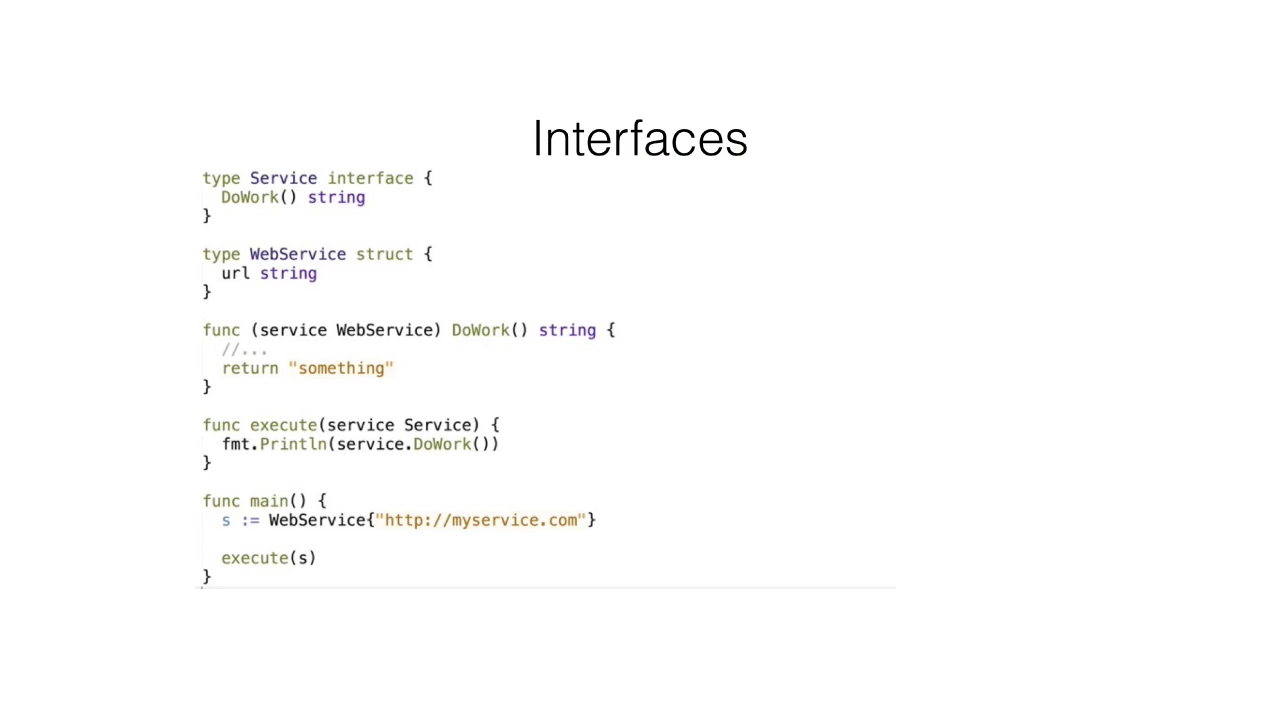 Interfaces
type Service interface {
  DoWork() string
}
type WebService struct {
  url string
}
func (service WebService) DoWork() string {
  //...
  return "something"
}
func execute(service Service) {
  fmt.Println(service.DoWork())
}
func main() {
  s := WebService{"http://myservice.com"}
  execute(s)
}